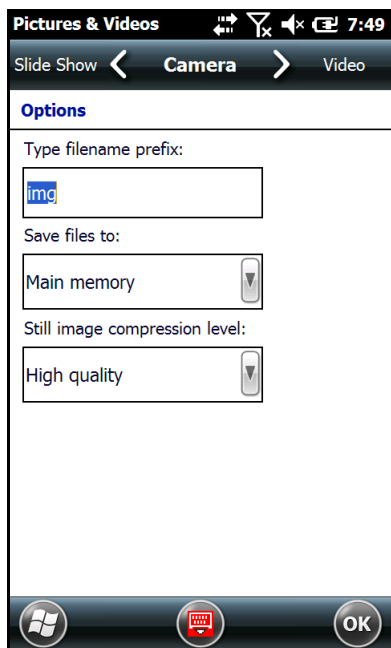 Pictures & Videos 7:49
Slide Show Camera Video
Options
Type filename prefix:
img
Save files to:
Main memory
Still image compression level:
High quality
OK